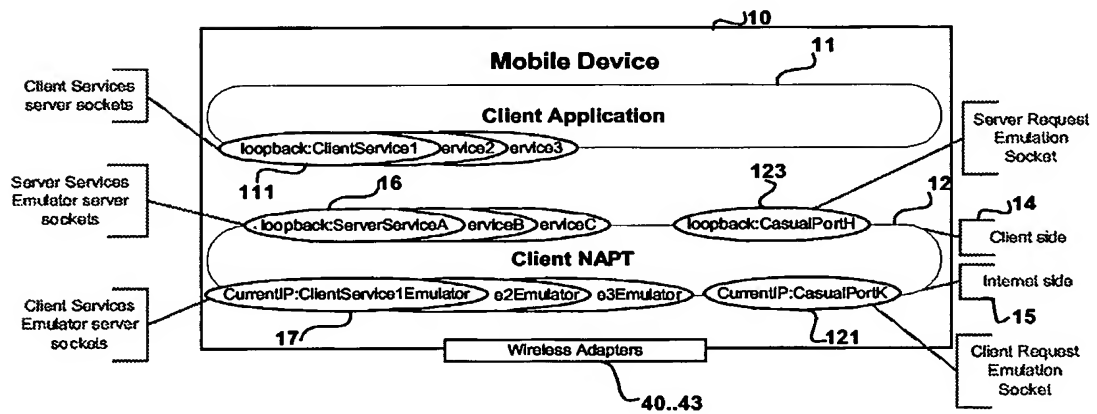 10
Mobile Device
11
Client Services
server sockets
Client Application
Server Request
Emulation
Socket
loopback:ClientService1
ervice2
ervice3
111
16
123
12
14
Server Services
Emulator server
sockets
loopback:ServerServiceA
erviceB
erviceC
loopback:CasualPortH
Client side
Client NAPT
Internet side
15
Client Services
Emulator server
sockets
CurrentIP:ClientService1Emulator
e2Emulator
e3Emulator
CurrentIP:CasualPortK
17
121
Wireless Adapters
40..43
Client Request
Emulation
Socket